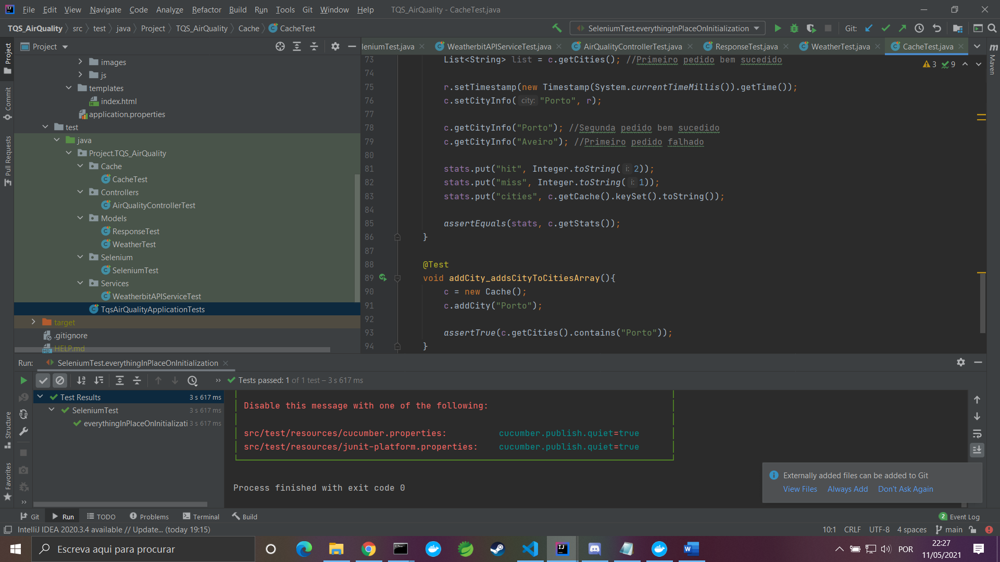 File Edit View Navigate Code Analyze Refactor Build Run Tools Git Window Help TQS_AirQuality - CacheTest.java
TQS_AirQuality src test java Project TQS_AirQuality Cache CacheTest
SeleniumTest.everythingInPlaceOnInitialization Git:
Project
leniumTest.java WeatherbitAPIServiceTest.java AirQualityControllerTest.java ResponseTest.java WeatherTest.java CacheTest.java
Project
Commit
Pull Requests
Structure
Favorites
Maven
images
js
templates
index.html
application.properties
test
java
Project.TQS_AirQuality
Cache
CacheTest
Controllers
AirQualityControllerTest
Models
ResponseTest
WeatherTest
Selenium
SeleniumTest
Services
WeatherbitAPIServiceTest
TqsAirQualityApplicationTests
target
.gitignore
HELP.md
3 9
73 List<String> list = c.getCities(); //Primeiro pedido bem sucedido
74
75 r.setTimestamp(new Timestamp(System.currentTimeMillis()).getTime());
76 c.setCityInfo( city: "Porto", r);
77
78 c.getCityInfo("Porto"); //Segunda pedido bem sucedido
79 c.getCityInfo("Aveiro"); //Primeiro pedido falhado
80
81 stats.put("hit", Integer.toString( i: 2));
82 stats.put("miss", Integer.toString( i: 1));
83 stats.put("cities", c.getCache().keySet().toString());
84
85 assertEquals(stats, c.getStats());
86 }
87
88 @Test
89 void addCity_addsCityToCitiesArray(){
90 c = new Cache();
91 c.addCity("Porto");
92
93 assertTrue(c.getCities().contains("Porto"));
94 }
Run: SeleniumTest.everythingInPlaceOnInitialization
Tests passed: 1 of 1 test – 3 s 617 ms
Test Results 3 s 617 ms
SeleniumTest 3 s 617 ms
everythingInPlaceOnInitializati 3 s 617 ms
Disable this message with one of the following:
src/test/resources/cucumber.properties: cucumber.publish.quiet=true
src/test/resources/junit-platform.properties: cucumber.publish.quiet=true
Process finished with exit code 0
Externally added files can be added to Git
View Files Always Add Don't Ask Again
Git Run TODO Problems Terminal Build 2 Event Log
IntelliJ IDEA 2020.3.4 available // Update... (today 19:15) 10:1 CRLF UTF-8 4 spaces main
Escreva aqui para procurar
POR
22:27
11/05/2021